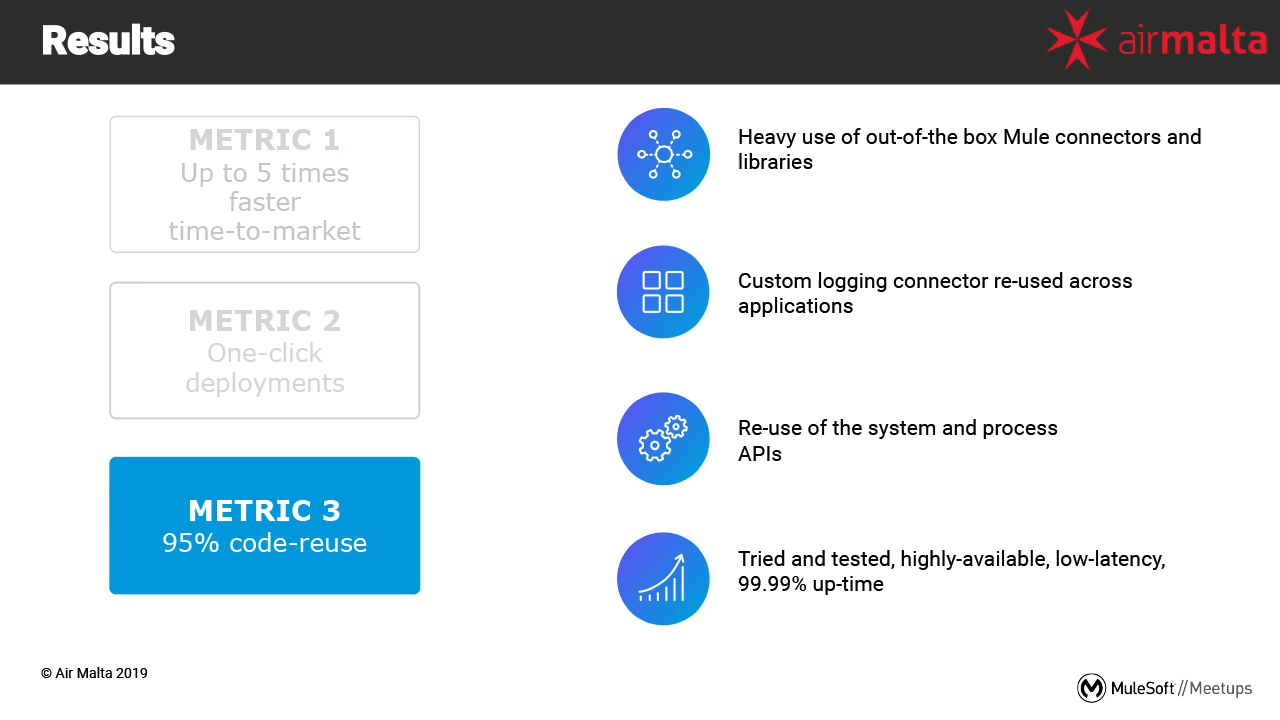 Results
airmalta
METRIC 1
Up to 5 times
faster
time-to-market
METRIC 2
One-click
deployments
METRIC 3
95% code-reuse
Heavy use of out-of-the box Mule connectors and
libraries
Custom logging connector re-used across
applications
Re-use of the system and process
APIs
Tried and tested, highly-available, low-latency,
99.99% up-time
© Air Malta 2019
MuleSoft//Meetups